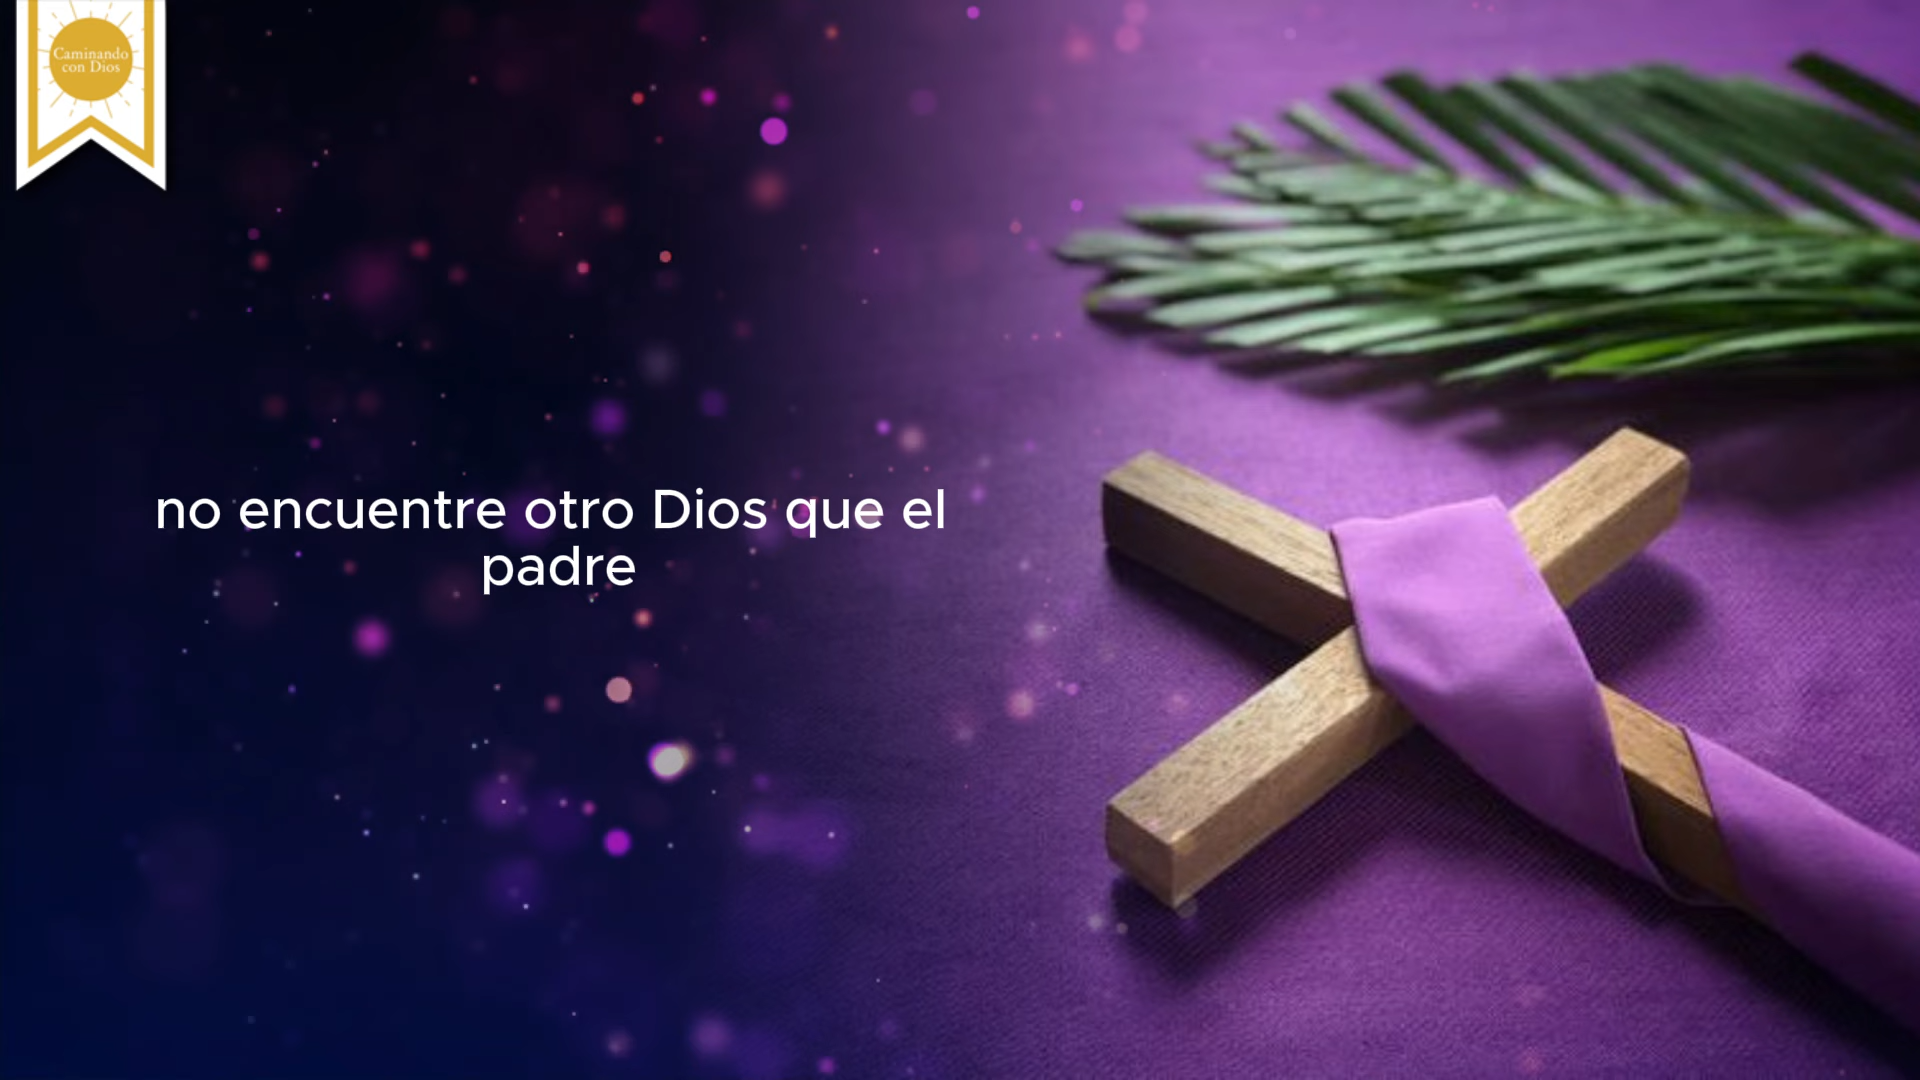 Caminando
con Dios
no encuentre otro Dios que el
padre